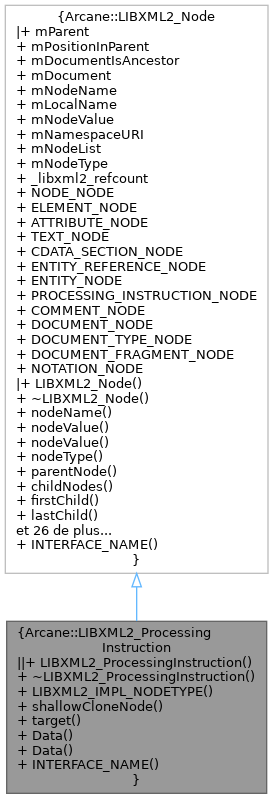 {Arcane::LIBXML2_Node
|+ mParent
+ mPositionInParent
+ mDocumentIsAncestor
+ mDocument
+ mNodeName
+ mLocalName
+ mNodeValue
+ mNamespaceURI
+ mNodeList
+ mNodeType
+ _libxml2_refcount
+ NODE_NODE
+ ELEMENT_NODE
+ ATTRIBUTE_NODE
+ TEXT_NODE
+ CDATA_SECTION_NODE
+ ENTITY_REFERENCE_NODE
+ ENTITY_NODE
+ PROCESSING_INSTRUCTION_NODE
+ COMMENT_NODE
+ DOCUMENT_NODE
+ DOCUMENT_TYPE_NODE
+ DOCUMENT_FRAGMENT_NODE
+ NOTATION_NODE
|+ LIBXML2_Node()
+ ~LIBXML2_Node()
+ nodeName()
+ nodeValue()
+ nodeValue()
+ nodeType()
+ parentNode()
+ childNodes()
+ firstChild()
+ lastChild()
et 26 de plus...
+ INTERFACE_NAME()
}
{Arcane::LIBXML2_Processing
Instruction
||+ LIBXML2_ProcessingInstruction()
+ ~LIBXML2_ProcessingInstruction()
+ LIBXML2_IMPL_NODETYPE()
+ shallowCloneNode()
+ target()
+ Data()
+ Data()
+ INTERFACE_NAME()
}